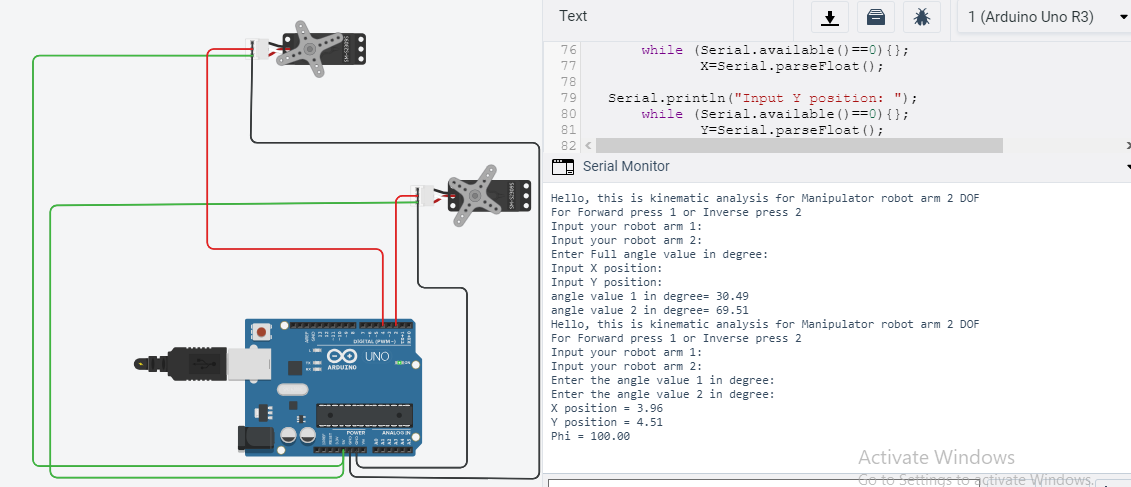 SM-S2309S
SM-S2309S
DIGITAL (PWM~)
UNO
ARDUINO
POWER
ANALOG IN
Text
1 (Arduino Uno R3)
76 while (Serial.available()==0){};
77 X=Serial.parseFloat();
78
79 Serial.println("Input Y position: ");
80 while (Serial.available()==0){};
81 Y=Serial.parseFloat();
82
Serial Monitor
Hello, this is kinematic analysis for Manipulator robot arm 2 DOF
For Forward press 1 or Inverse press 2
Input your robot arm 1:
Input your robot arm 2:
Enter Full angle value in degree:
Input X position:
Input Y position:
angle value 1 in degree= 30.49
angle value 2 in degree= 69.51
Hello, this is kinematic analysis for Manipulator robot arm 2 DOF
For Forward press 1 or Inverse press 2
Input your robot arm 1:
Input your robot arm 2:
Enter the angle value 1 in degree:
Enter the angle value 2 in degree:
X position = 3.96
Y position = 4.51
Phi = 100.00
Activate Windows
Go to Settings to activate Windows.